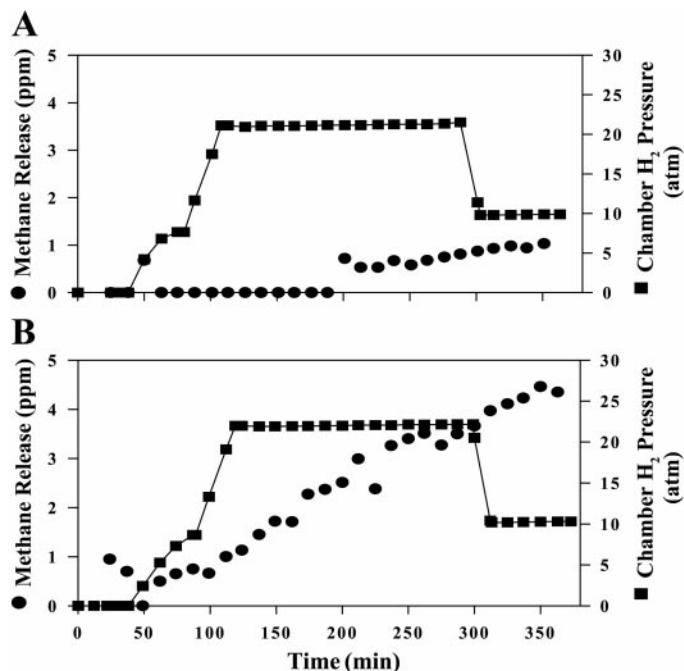 A
5
4
3
2
1
0
● Methane Release (ppm)
30
25
20
15
10
5
0
■ Chamber H₂ Pressure
(atm)
B
5
4
3
2
1
0
● Methane Release (ppm)
30
25
20
15
10
5
0
■ Chamber H₂ Pressure
(atm)
0 50 100 150 200 250 300 350
Time (min)